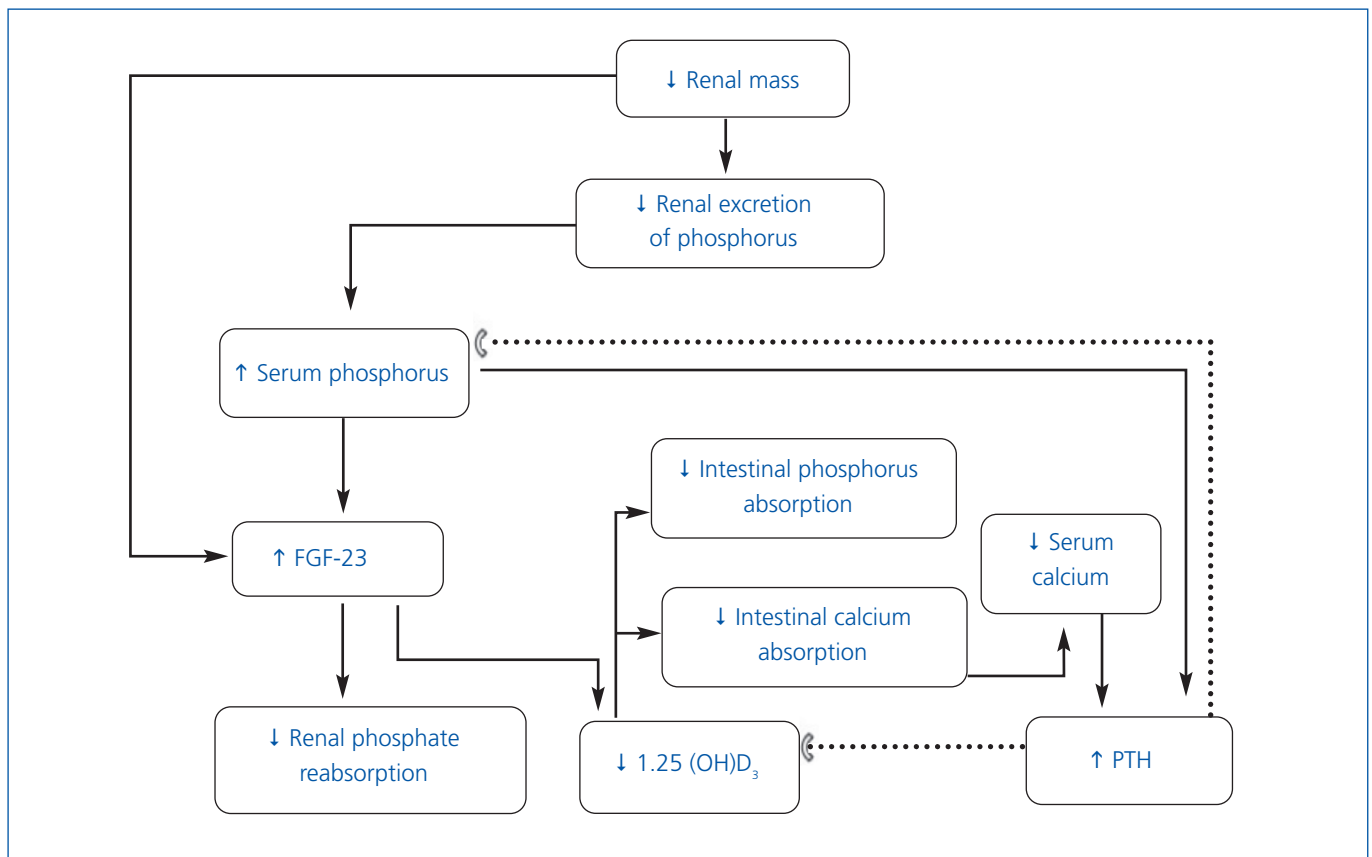 ↓ Renal mass
↓ Renal excretion
of phosphorus
↑ Serum phosphorus
↓ Intestinal phosphorus
absorption
↑ FGF-23
↓ Serum
calcium
↓ Intestinal calcium
absorption
↓ Renal phosphate
reabsorption
↓ 1.25 (OH)D₃
↑ PTH